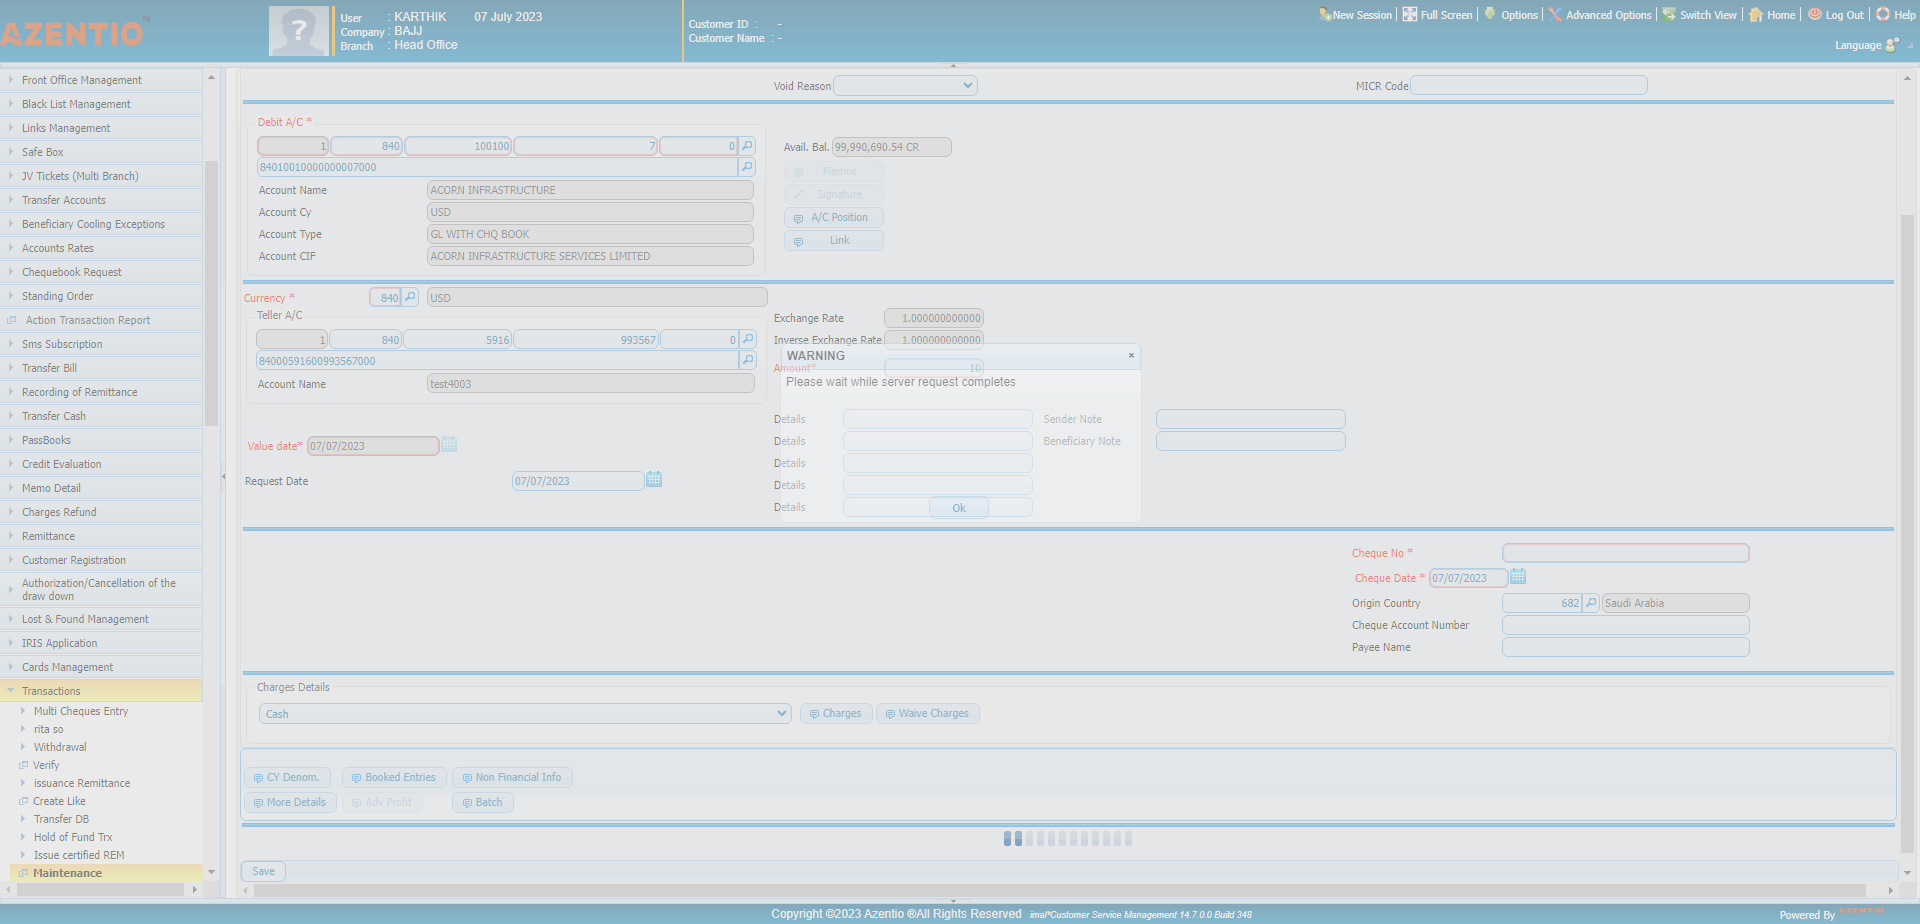 AZENTIO™
User : KARTHIK 07 July 2023
Company : BAJJ
Branch : Head Office
Customer ID : -
Customer Name : -
New Session Full Screen Options Advanced Options Switch View Home Log Out Help
Language
Front Office Management
Black List Management
Links Management
Safe Box
JV Tickets (Multi Branch)
Transfer Accounts
Beneficiary Cooling Exceptions
Accounts Rates
Chequebook Request
Standing Order
Action Transaction Report
Sms Subscription
Transfer Bill
Recording of Remittance
Transfer Cash
PassBooks
Credit Evaluation
Memo Detail
Charges Refund
Remittance
Customer Registration
Authorization/Cancellation of the
draw down
Lost & Found Management
IRIS Application
Cards Management
Transactions
Multi Cheques Entry
rita so
Withdrawal
Verify
issuance Remittance
Create Like
Transfer DB
Hold of Fund Trx
Issue certified REM
Maintenance
Void Reason MICR Code
Debit A/C *
1 840 100100 7 0
84010010000000007000
Account Name ACORN INFRASTRUCTURE
Account Cy USD
Account Type GL WITH CHQ BOOK
Account CIF ACORN INFRASTRUCTURE SERVICES LIMITED
Avail. Bal. 99,990,690.54 CR
Memos
Signature
A/C Position
Link
Currency * 840 USD
Teller A/C
1 840 5916 993567 0
84000591600993567000
Account Name test4003
Exchange Rate 1.000000000000
Inverse Exchange Rate 1.000000000000
Amount* 10
WARNING ×
Please wait while server request completes
Details Sender Note
Details Beneficiary Note
Details
Details
Details
Ok
Value date* 07/07/2023
Request Date 07/07/2023
Cheque No *
Cheque Date * 07/07/2023
Origin Country 682 Saudi Arabia
Cheque Account Number
Payee Name
Charges Details
Cash Charges Waive Charges
CY Denom. Booked Entries Non Financial Info
More Details Adv Profit Batch
Save
Copyright ©2023 Azentio ®All Rights Reserved imal*Customer Service Management 14.7.0.0 Build 348
Powered By AZENTIO